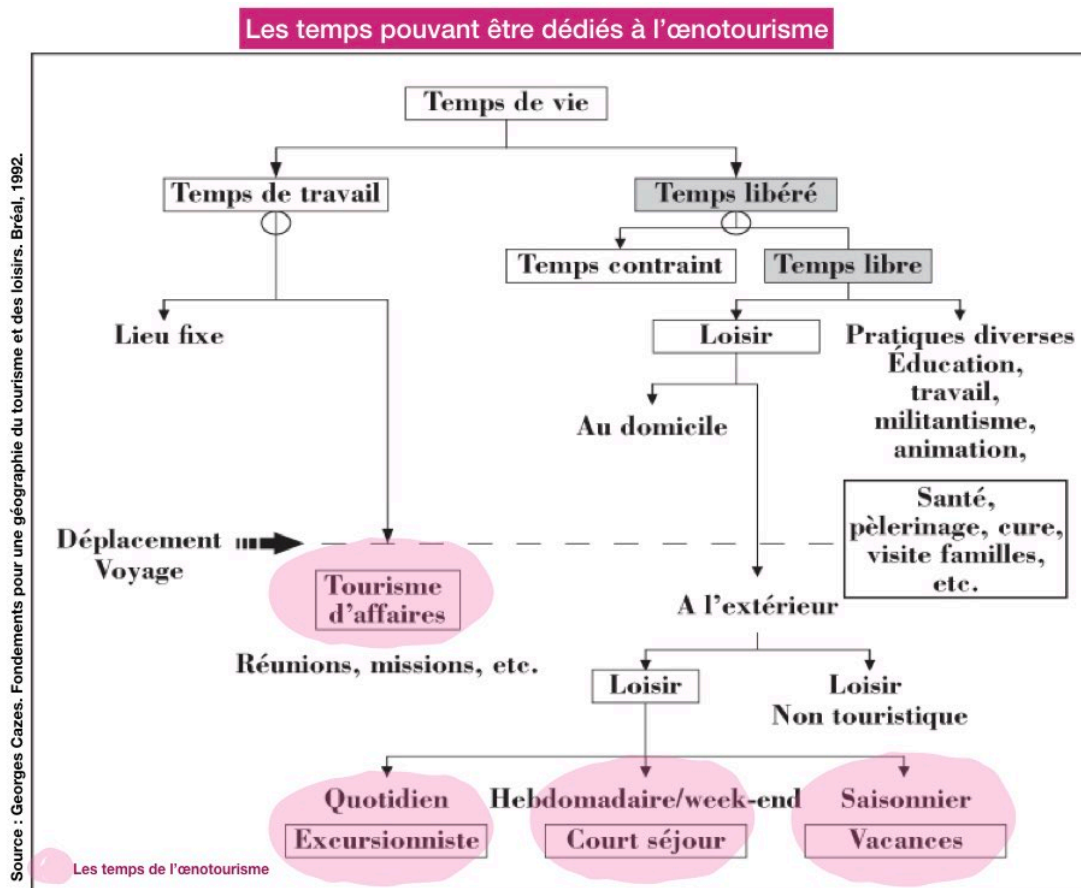 Les temps pouvant être dédiés à l'œnotourisme
Temps de vie
Temps de travail
Temps libéré
Temps contraint
Temps libre
Lieu fixe
Loisir
Pratiques diverses
Éducation,
travail,
militantisme,
animation,
Au domicile
Santé,
pèlerinage, cure,
visite familles,
etc.
Déplacement
Voyage
Tourisme
d'affaires
Réunions, missions, etc.
A l'extérieur
Loisir
Loisir
Non touristique
Quotidien
Excursionniste
Hebdomadaire/week-end
Court séjour
Saisonnier
Vacances
Les temps de l'œnotourisme
Source : Georges Cazes. Fondements pour une géographie du tourisme et des loisirs. Bréal, 1992.